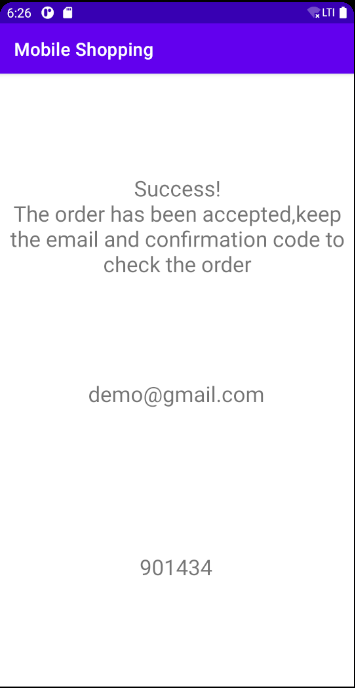 6:26 LTI
Mobile Shopping
Success!
The order has been accepted,keep
the email and confirmation code to
check the order
demo@gmail.com
901434